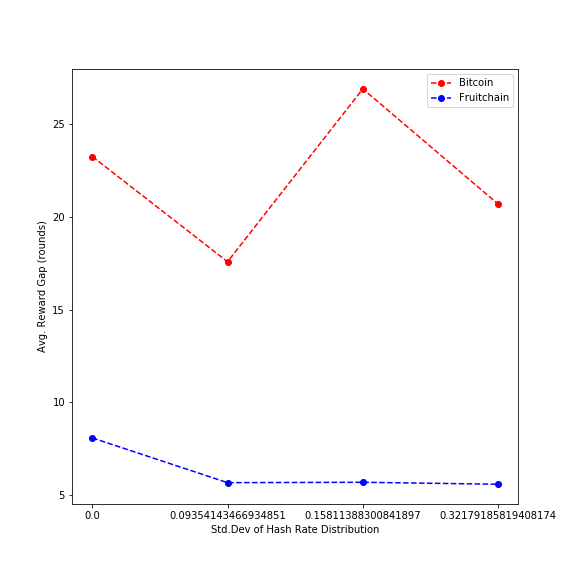 Bitcoin
Fruitchain
25
20
15
10
5
Avg. Reward Gap (rounds)
0.0 0.09354143466934851 0.15811388300841897 0.32179185819408174
Std.Dev of Hash Rate Distribution